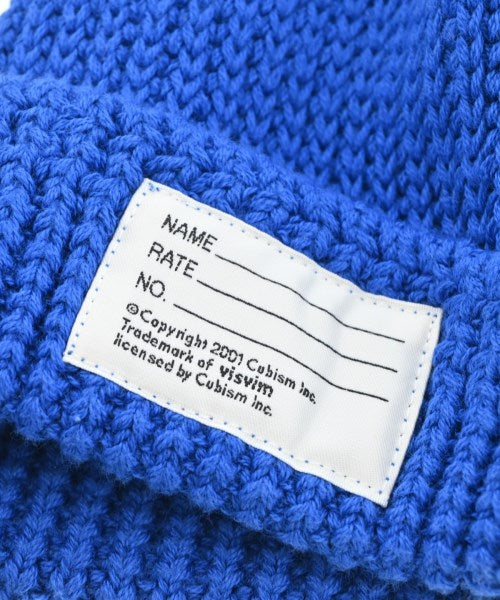 NAME
RATE
NO.
©Copyright 2001 Cubism Inc.
Trademark of visvim
licensed by Cubism Inc.